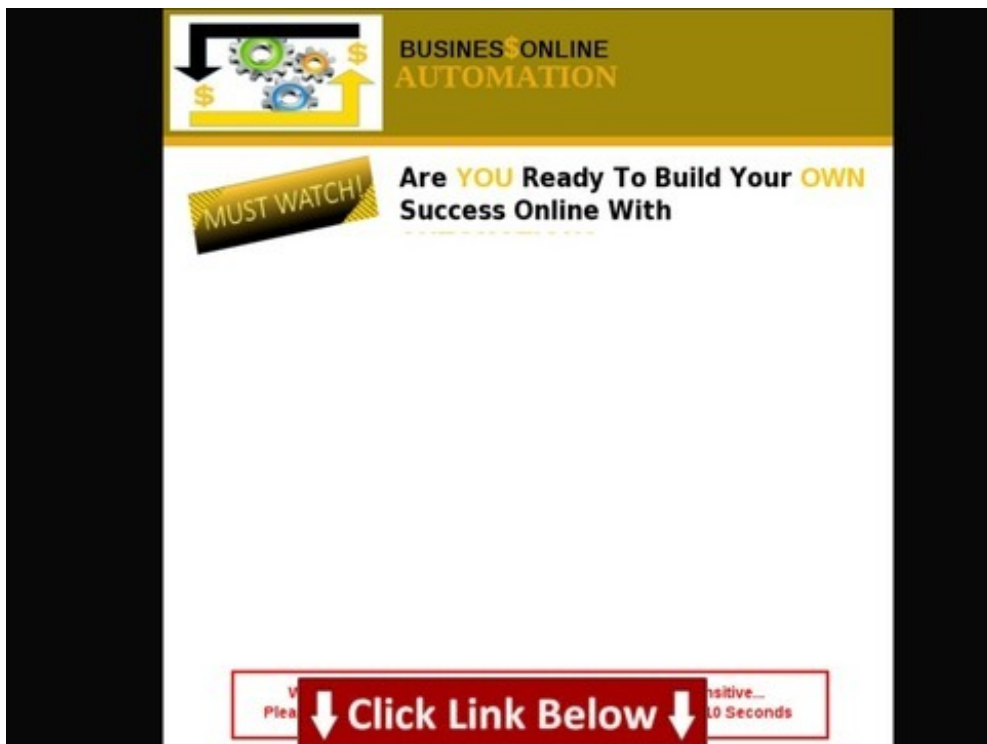 BUSINES$ONLINE
AUTOMATION
MUST WATCH!
Are YOU Ready To Build Your OWN
Success Online With
Click Link Below
10 Seconds